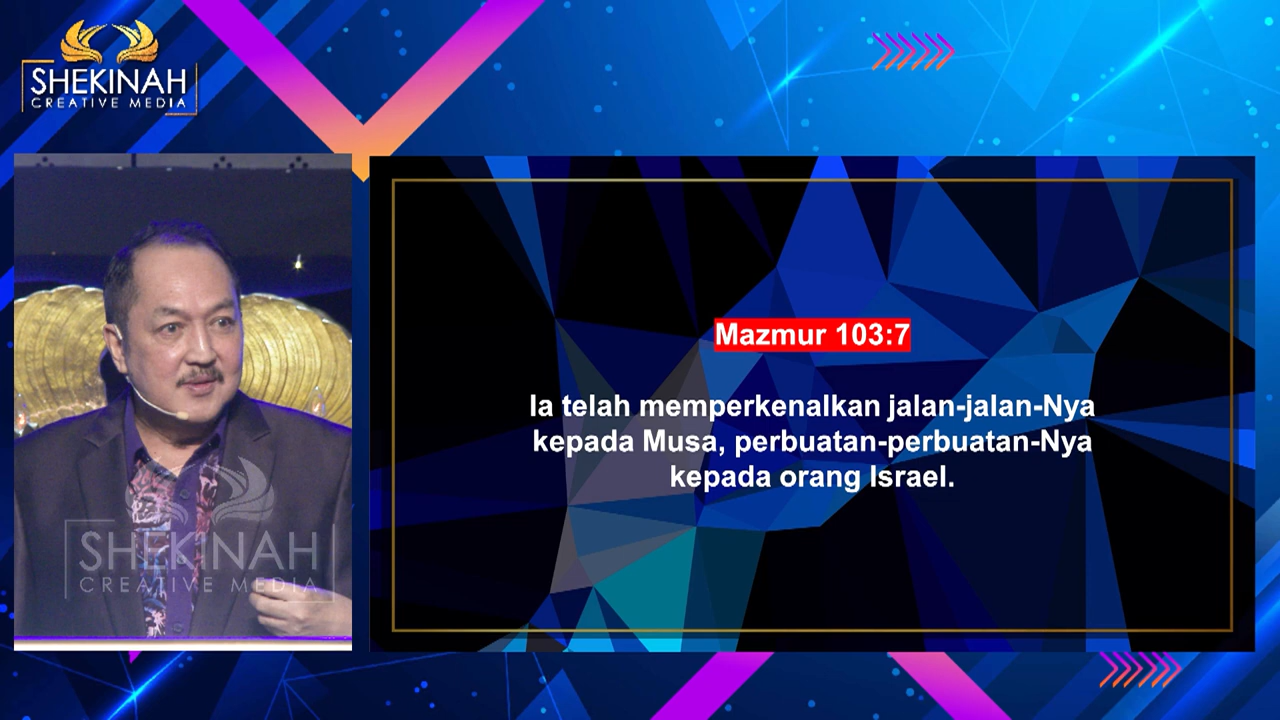 SHEKINAH
CREATIVE MEDIA
Mazmur 103:7
Ia telah memperkenalkan jalan-jalan-Nya
kepada Musa, perbuatan-perbuatan-Nya
kepada orang Israel.
SHEKINAH
CREATIVE MEDIA